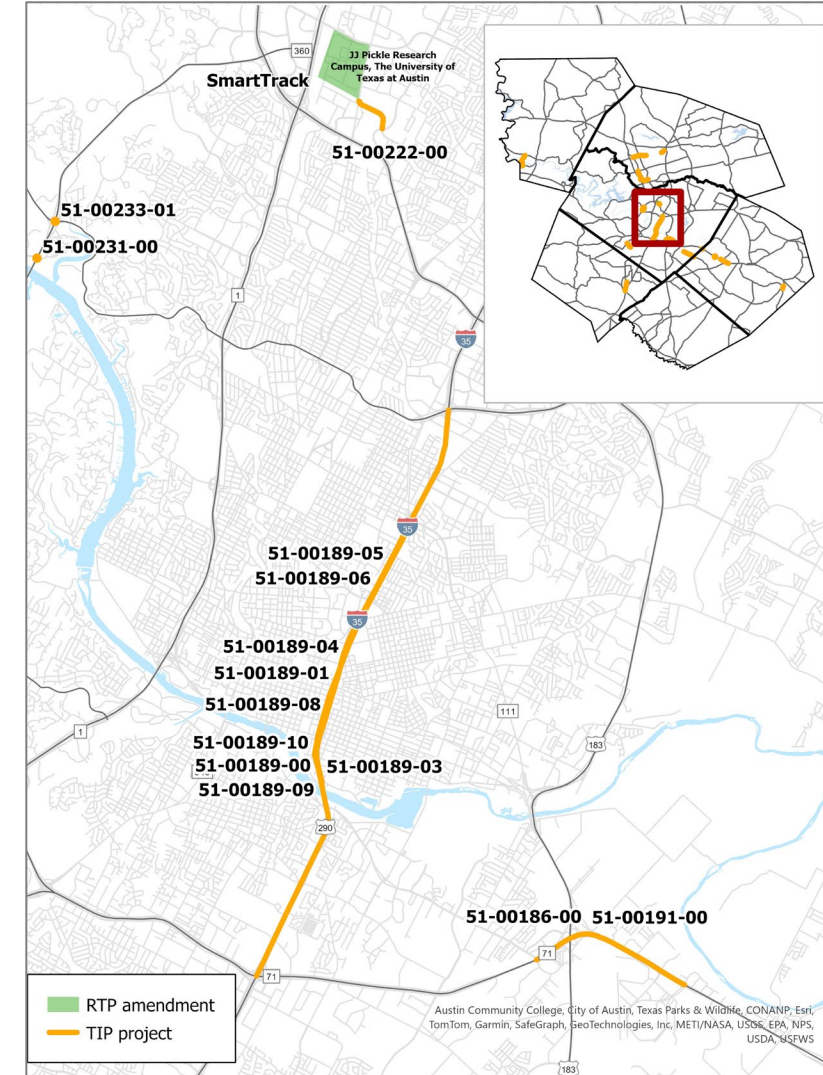 360
JJ Pickle Research
Campus, The University of
Texas at Austin
SmartTrack
51-00222-00
51-00233-01
51-00231-00
1
35
35
51-00189-05
51-00189-06
35
51-00189-04
51-00189-01
51-00189-08
111
1
183
51-00189-10
51-00189-00 51-00189-03
51-00189-09
290
51-00186-00 51-00191-00
71
71
RTP amendment
TIP project
Austin Community College, City of Austin, Texas Parks & Wildlife, CONANP, Esri,
TomTom, Garmin, SafeGraph, GeoTechnologies, Inc, METI/NASA, USGS, EPA, NPS,
USDA, USFWS
183